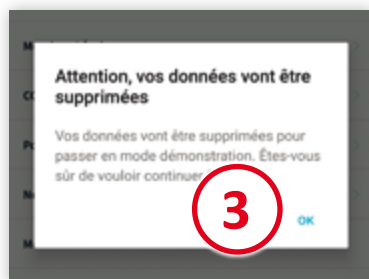 Attention, vos données vont être
supprimées
Vos données vont être supprimées pour
passer en mode démonstration. Êtes-vous
sûr de vouloir continuer
3
OK